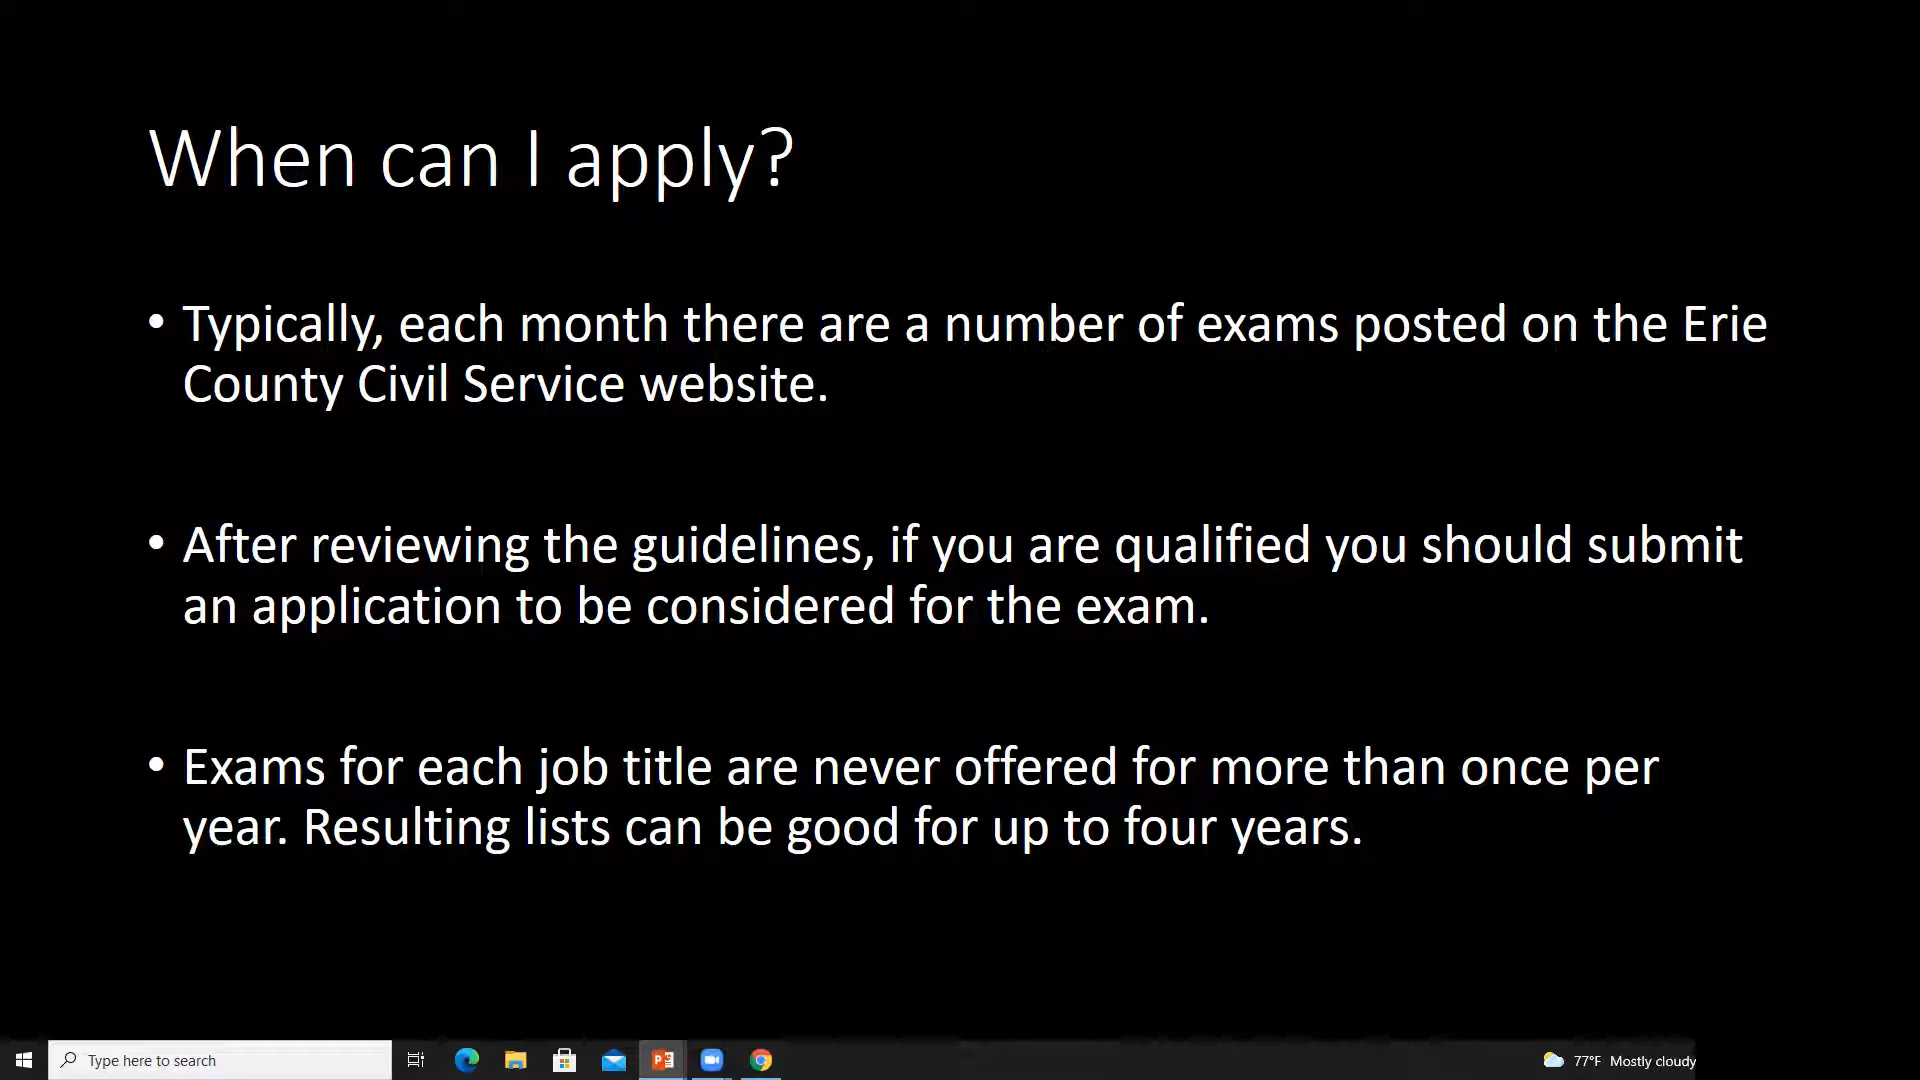 When can I apply?
• Typically, each month there are a number of exams posted on the Erie
County Civil Service website.
• After reviewing the guidelines, if you are qualified you should submit
an application to be considered for the exam.
• Exams for each job title are never offered for more than once per
year. Resulting lists can be good for up to four years.
Type here to search
77°F Mostly cloudy